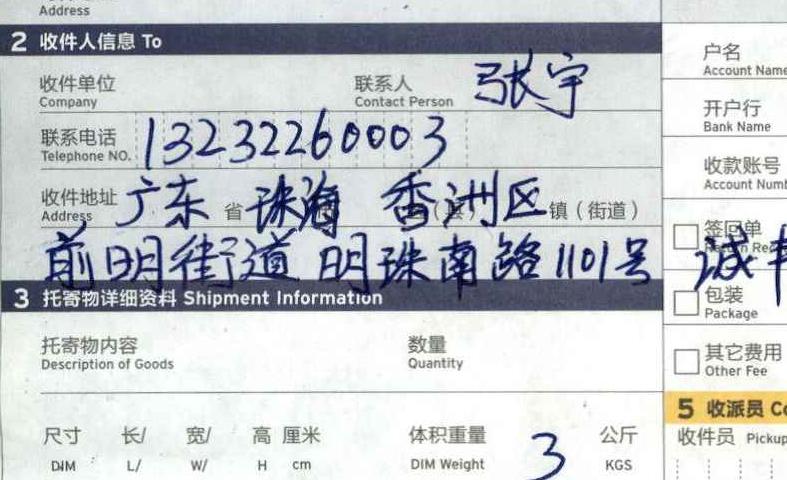 Address
2 收件人信息 To
收件单位 联系人 张宇 户名
Company Contact Person Account Name
联系电话 13232260003 开户行
Telephone NO. Bank Name
收件地址 广东 省 珠海 香洲区 镇（街道） 收款账号
Address Account Numb
前明街道 明珠南路1101号 诚丰 签回单
3 托寄物详细资料 Shipment Information 包装
Package
托寄物内容 数量 其它费用
Description of Goods Quantity Other Fee
5 收派员 Co
尺寸 长/ 宽/ 高 厘米 体积重量 3 公斤 收件员 Pickup
DIM L/ W/ H cm DIM Weight KGS